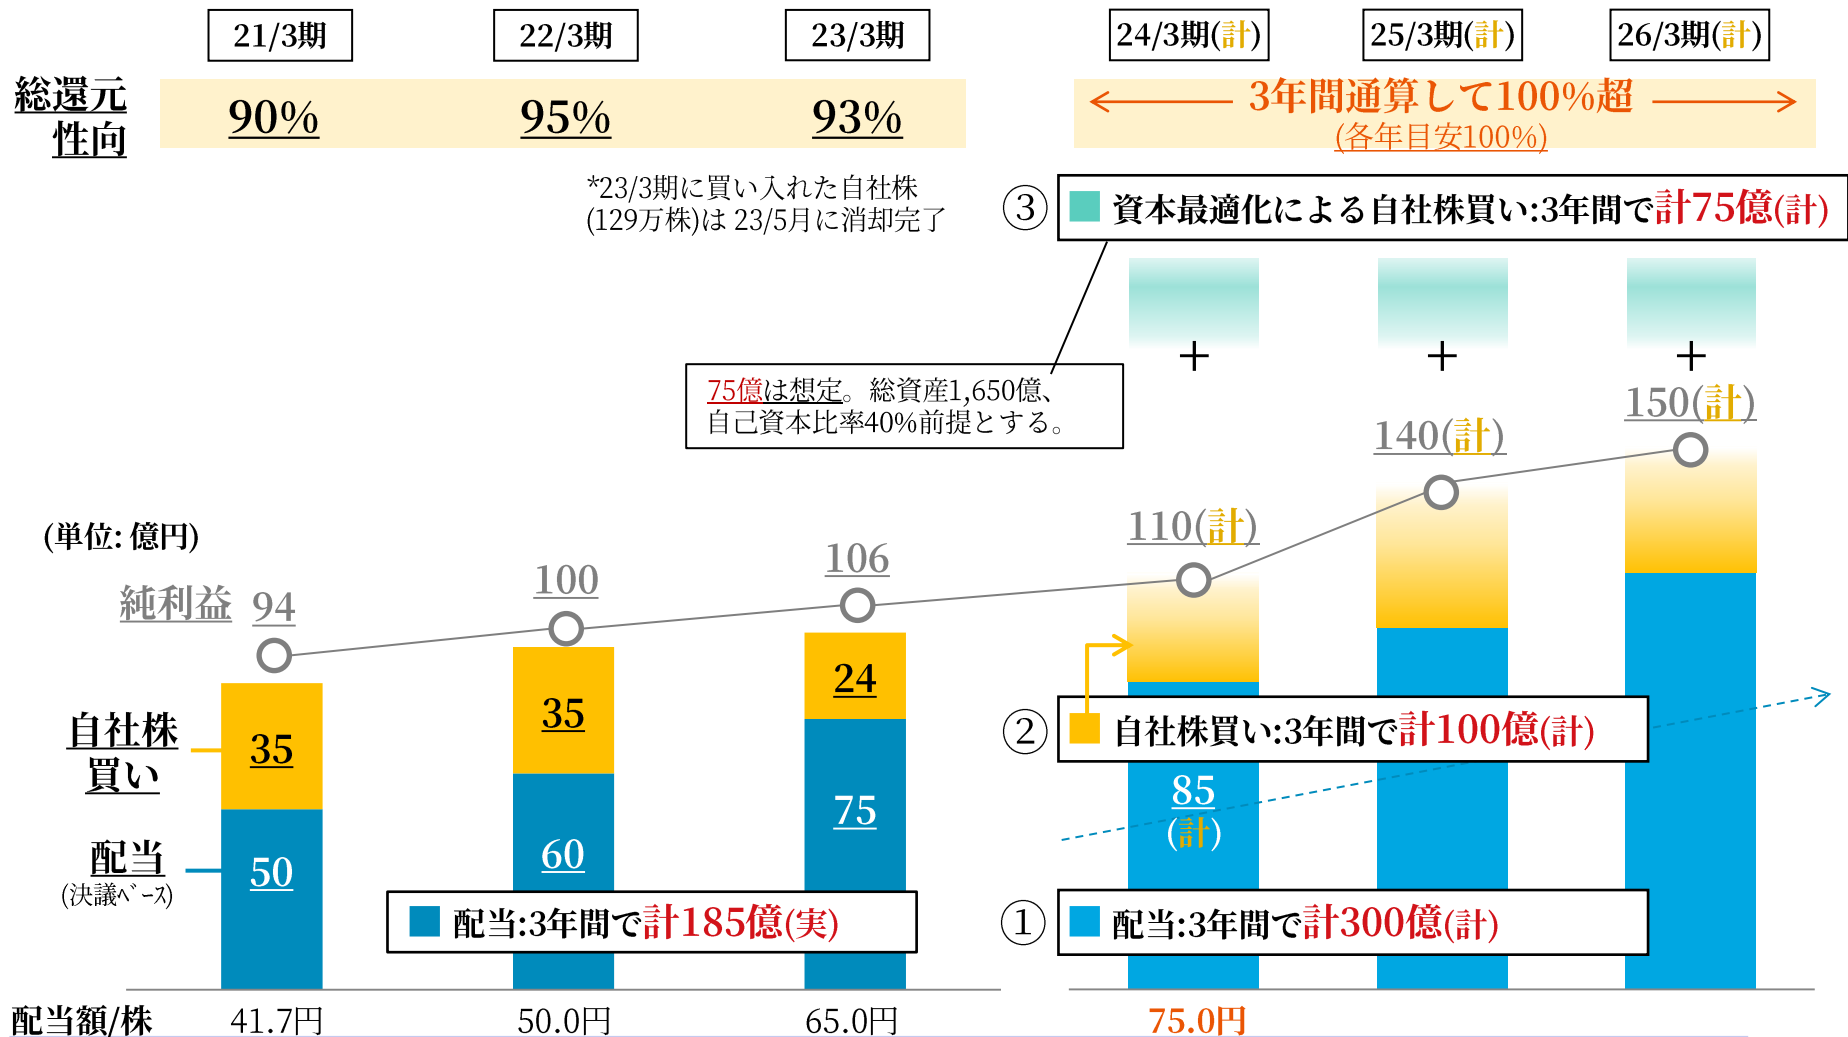 21/3期 22/3期 23/3期 24/3期(計) 25/3期(計) 26/3期(計)
総還元
性向
90% 95% 93%
3年間通算して100%超
(各年目安100%)
*23/3期に買い入れた自社株
(129万株)は 23/5月に消却完了
③ 資本最適化による自社株買い:3年間で計75億(計)
+ + +
75億は想定。総資産1,650億、
自己資本比率40%前提とする。
(単位: 億円)
純利益 94 100 106 110(計) 140(計) 150(計)
自社株
買い
35 35 24
② 自社株買い:3年間で計100億(計)
配当
(決議ベース)
50 60 75 85
(計)
配当:3年間で計185億(実)
① 配当:3年間で計300億(計)
配当額/株 41.7円 50.0円 65.0円 75.0円